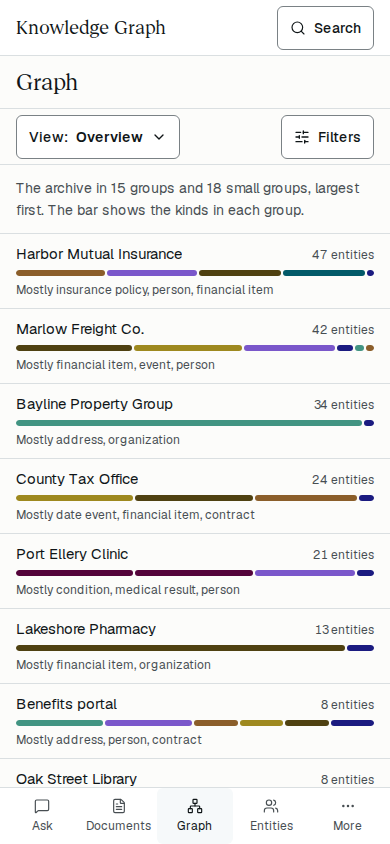 Knowledge Graph
Search
Graph
View: Overview
Filters
The archive in 15 groups and 18 small groups, largest
first. The bar shows the kinds in each group.
Harbor Mutual Insurance 47 entities
Mostly insurance policy, person, financial item
Marlow Freight Co. 42 entities
Mostly financial item, event, person
Bayline Property Group 34 entities
Mostly address, organization
County Tax Office 24 entities
Mostly date event, financial item, contract
Port Ellery Clinic 21 entities
Mostly condition, medical result, person
Lakeshore Pharmacy 13 entities
Mostly financial item, organization
Benefits portal 8 entities
Mostly address, person, contract
Oak Street Library 8 entities
Ask
Documents
Graph
Entities
More